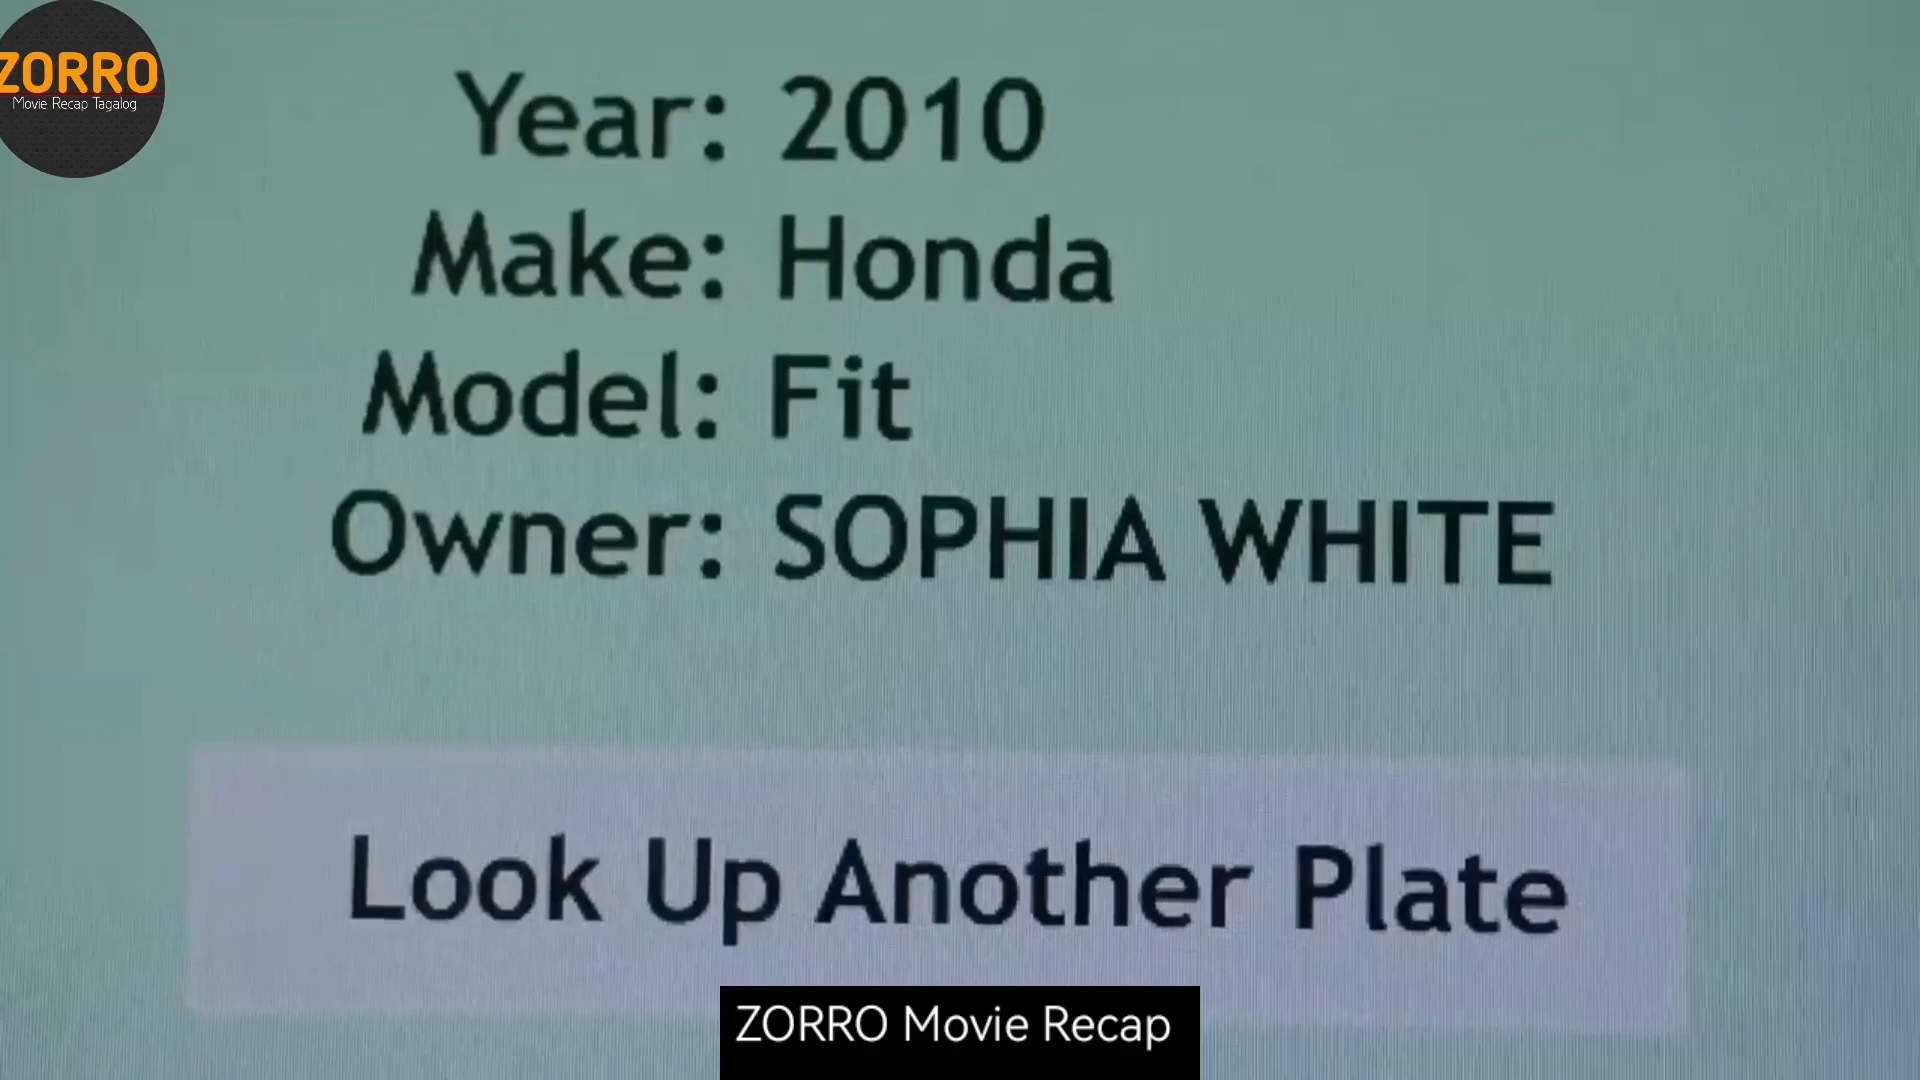 ZORRO
Movie Recap Tagalog
Year: 2010
Make: Honda
Model: Fit
Owner: SOPHIA WHITE
Look Up Another Plate
ZORRO Movie Recap